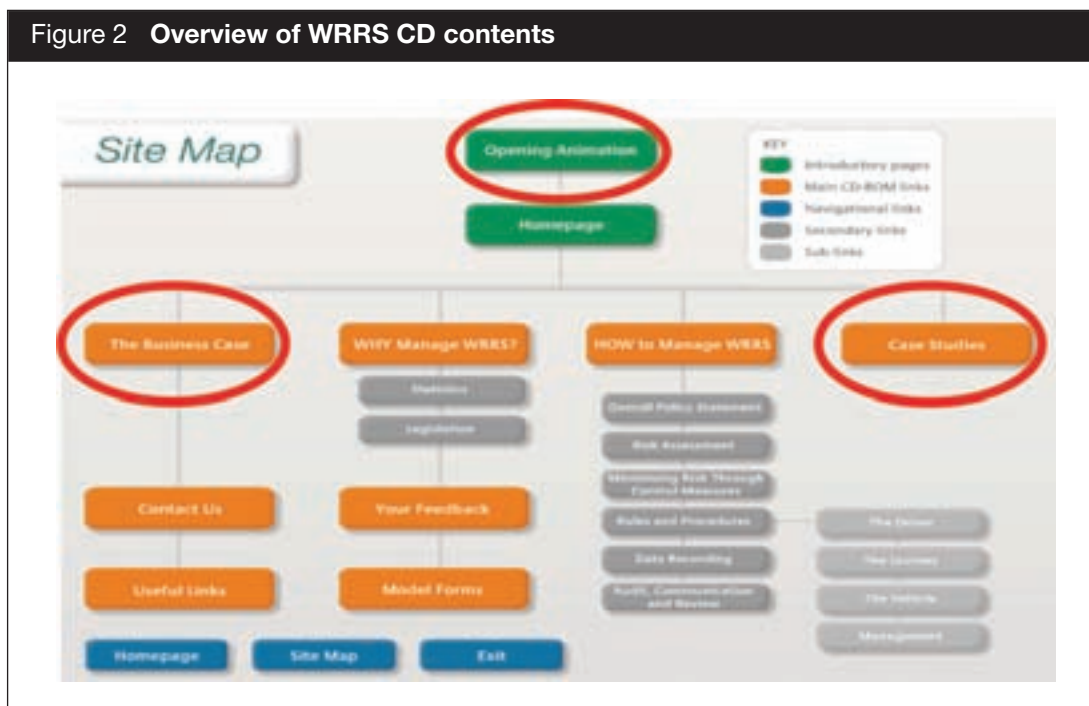 Figure 2 Overview of WRRS CD contents
Site Map
Opening Animation
Homepage
KEY
Introductory pages
Main CD-ROM links
Navigational links
Secondary links
Sub-links
The Business Case
WHY Manage WRRS?
HOW to Manage WRRS
Case Studies
Statistics
Legislation
Overall Policy Statement
Risk Assessment
Minimising Risk Through
Control Measures
Rules and Procedures
Data Recording
Audit, Communication
and Review
The Driver
The Journey
The Vehicle
Management
Contact Us
Your Feedback
Useful Links
Model Forms
Homepage
Site Map
Exit